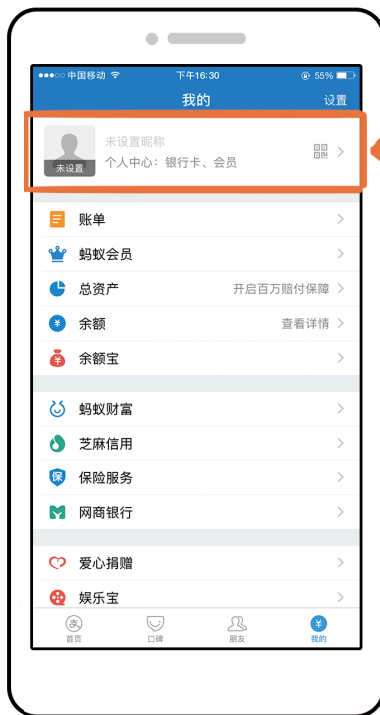 中国移动 下午16:30 55%
我的 设置
未设置昵称
未设置
个人中心：银行卡、会员
账单
蚂蚁会员
总资产 开启百万赔付保障
¥ 余额 查看详情
¥ 余额宝
蚂蚁财富
芝麻信用
保 保险服务
网商银行
爱心捐赠
娱乐宝
支 ¥
首页 口碑 朋友 我的